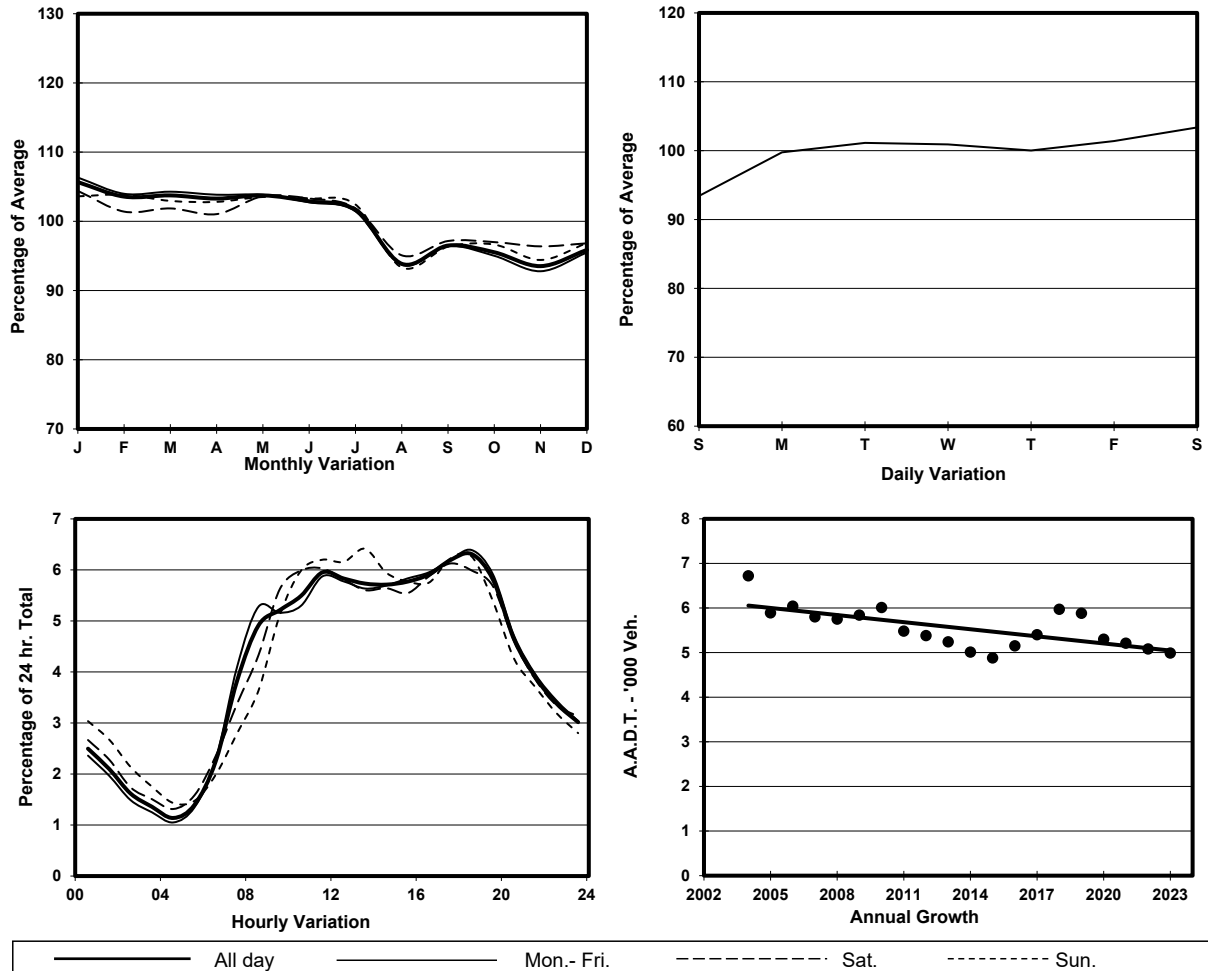 130
120
110
100
90
80
70
Percentage of Average
J F M A M J J A S O N D
Monthly Variation
120
110
100
90
80
70
60
Percentage of Average
S M T W T F S
Daily Variation
7
6
5
4
3
2
1
0
Percentage of 24 hr. Total
00 04 08 12 16 20 24
Hourly Variation
8
7
6
5
4
3
2
1
0
A.A.D.T. - '000 Veh.
2002 2005 2008 2011 2014 2017 2020 2023
Annual Growth
All day Mon.- Fri. Sat. Sun.